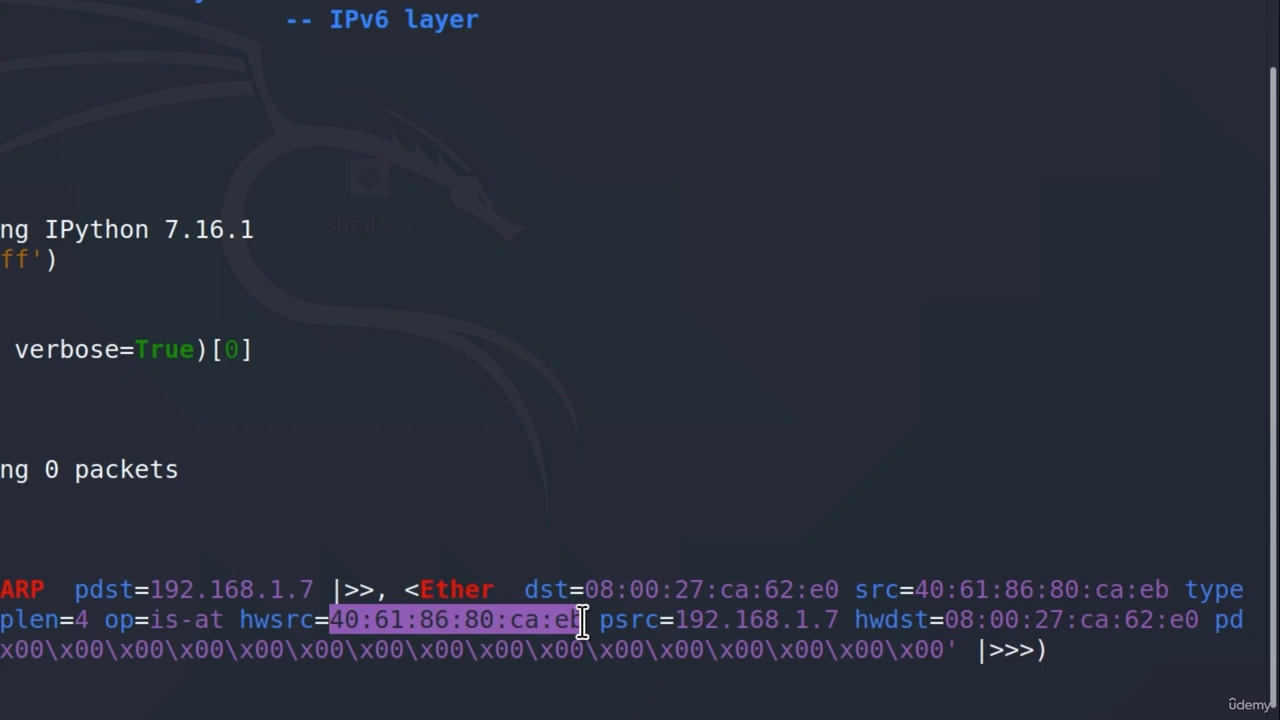 -- IPv6 layer
shell.e...
ng IPython 7.16.1
ff')
verbose=True)[0]
ng 0 packets
ARP  pdst=192.168.1.7 |>>, <Ether  dst=08:00:27:ca:62:e0 src=40:61:86:80:ca:eb type
plen=4 op=is-at hwsrc=40:61:86:80:ca:eb psrc=192.168.1.7 hwdst=08:00:27:ca:62:e0 pd
x00\x00\x00\x00\x00\x00\x00\x00\x00\x00\x00\x00\x00\x00\x00\x00' |>>>)
udemy